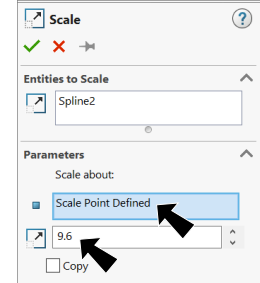 Scale
?
Entities to Scale
Spline2
Parameters
Scale about:
Scale Point Defined
9.6
Copy